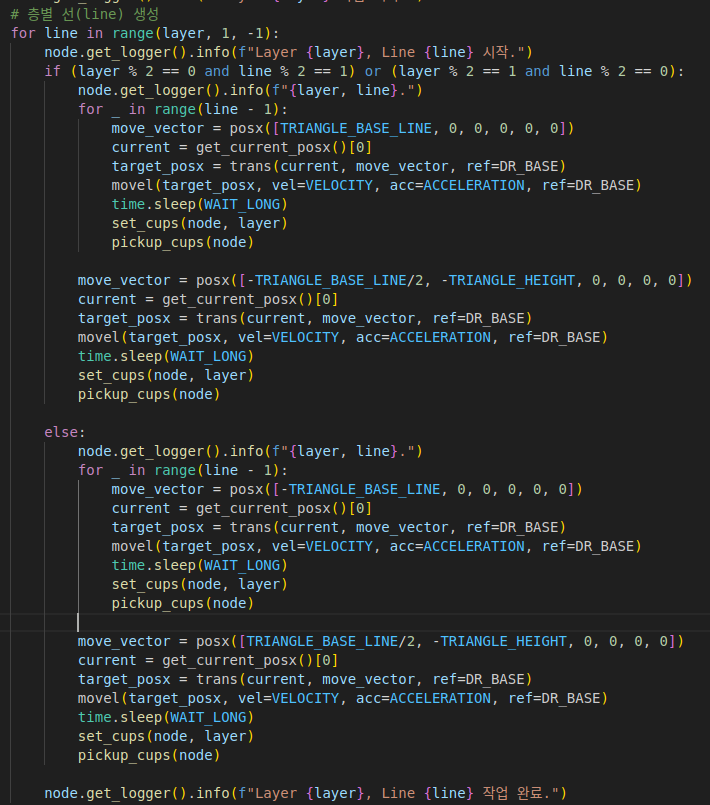 # 층별 선(line) 생성
for line in range(layer, 1, -1):
    node.get_logger().info(f"Layer {layer}, Line {line} 시작.")
    if (layer % 2 == 0 and line % 2 == 1) or (layer % 2 == 1 and line % 2 == 0):
        node.get_logger().info(f"{layer, line}.")
        for _ in range(line - 1):
            move_vector = posx([TRIANGLE_BASE_LINE, 0, 0, 0, 0, 0])
            current = get_current_posx()[0]
            target_posx = trans(current, move_vector, ref=DR_BASE)
            movel(target_posx, vel=VELOCITY, acc=ACCELERATION, ref=DR_BASE)
            time.sleep(WAIT_LONG)
            set_cups(node, layer)
            pickup_cups(node)

        move_vector = posx([-TRIANGLE_BASE_LINE/2, -TRIANGLE_HEIGHT, 0, 0, 0, 0])
        current = get_current_posx()[0]
        target_posx = trans(current, move_vector, ref=DR_BASE)
        movel(target_posx, vel=VELOCITY, acc=ACCELERATION, ref=DR_BASE)
        time.sleep(WAIT_LONG)
        set_cups(node, layer)
        pickup_cups(node)

    else:
        node.get_logger().info(f"{layer, line}.")
        for _ in range(line - 1):
            move_vector = posx([-TRIANGLE_BASE_LINE, 0, 0, 0, 0, 0])
            current = get_current_posx()[0]
            target_posx = trans(current, move_vector, ref=DR_BASE)
            movel(target_posx, vel=VELOCITY, acc=ACCELERATION, ref=DR_BASE)
            time.sleep(WAIT_LONG)
            set_cups(node, layer)
            pickup_cups(node)

        move_vector = posx([TRIANGLE_BASE_LINE/2, -TRIANGLE_HEIGHT, 0, 0, 0, 0])
        current = get_current_posx()[0]
        target_posx = trans(current, move_vector, ref=DR_BASE)
        movel(target_posx, vel=VELOCITY, acc=ACCELERATION, ref=DR_BASE)
        time.sleep(WAIT_LONG)
        set_cups(node, layer)
        pickup_cups(node)

    node.get_logger().info(f"Layer {layer}, Line {line} 작업 완료.")